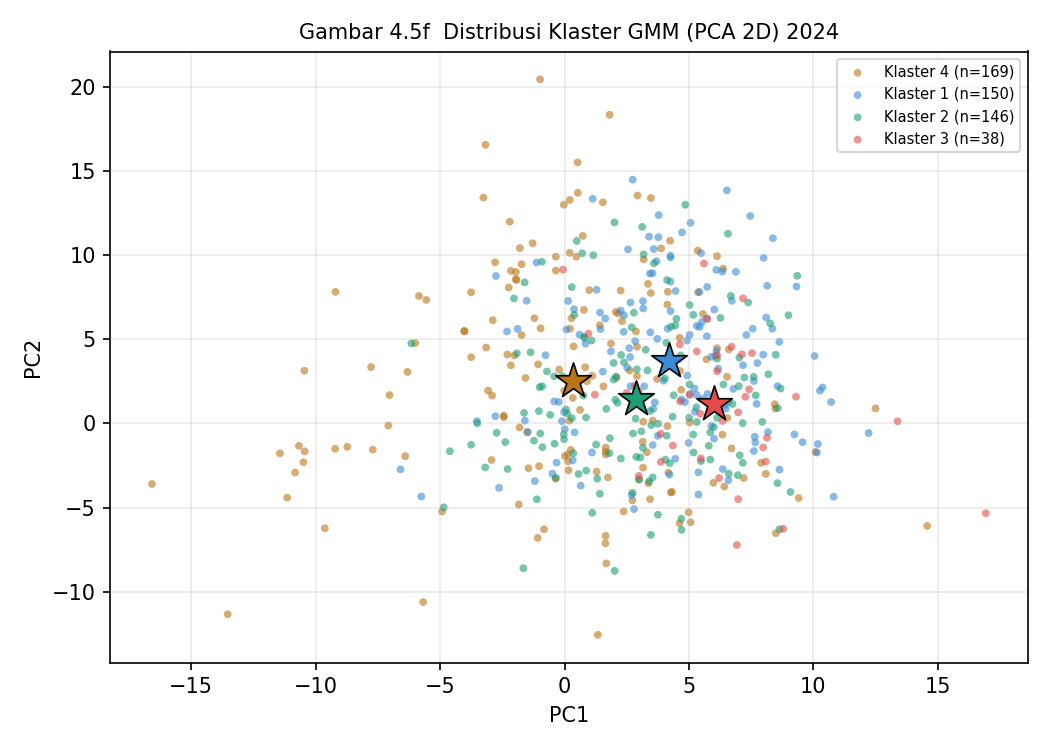 Gambar 4.5f  Distribusi Klaster GMM (PCA 2D) 2024
Klaster 4 (n=169)
Klaster 1 (n=150)
Klaster 2 (n=146)
Klaster 3 (n=38)
PC2
20
15
10
5
0
−5
−10
−15 −10 −5 0 5 10 15
PC1